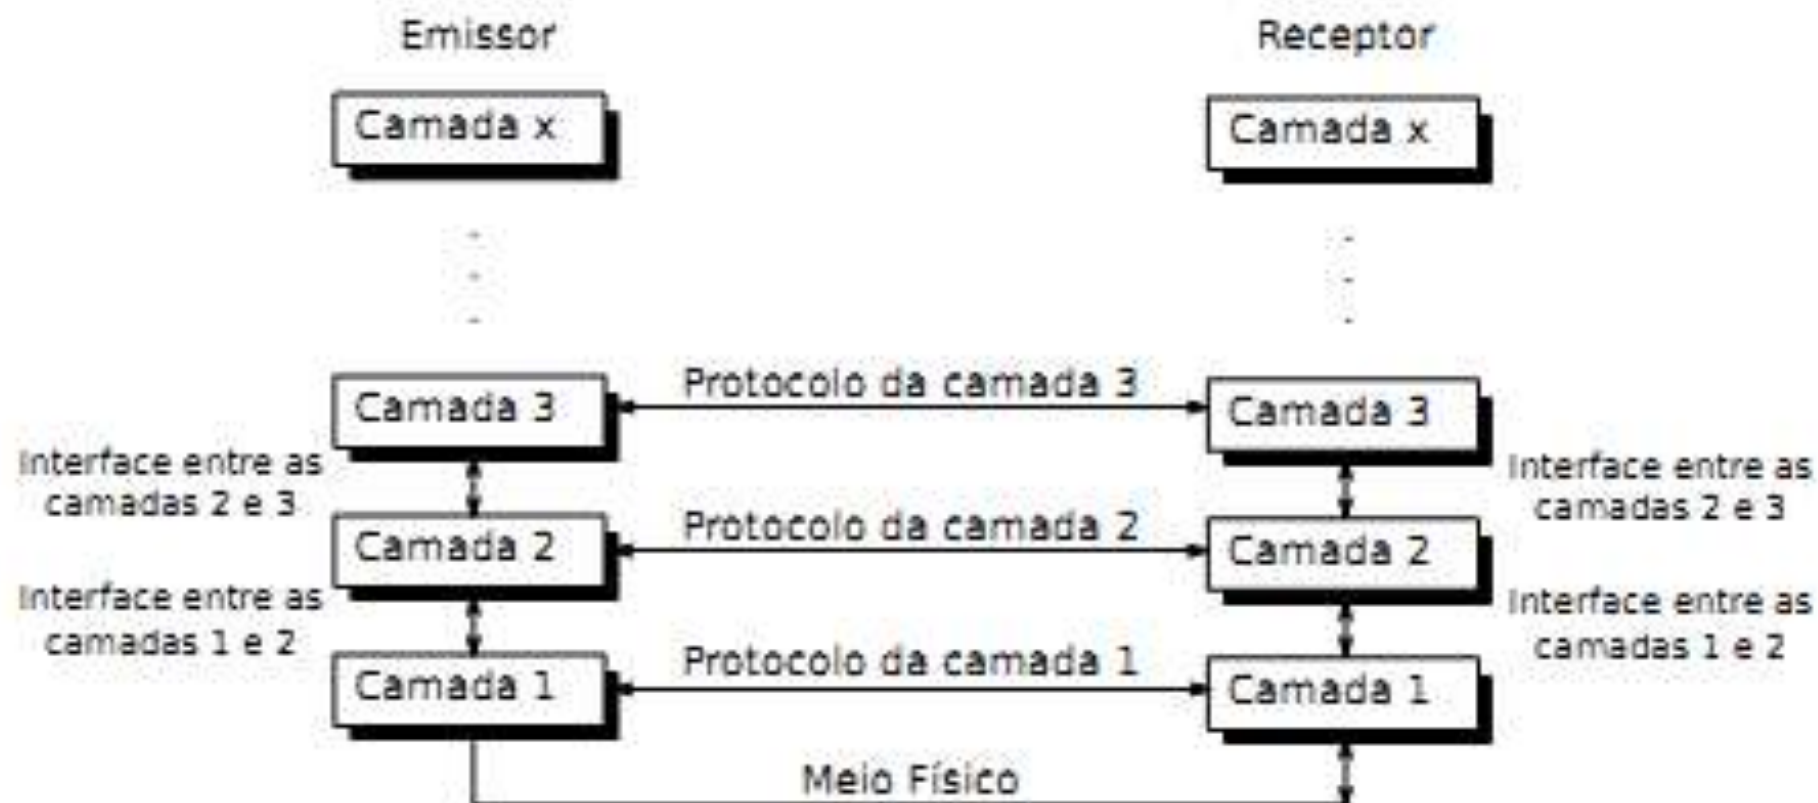 Emissor
Receptor
Camada x
Camada x
Protocolo da camada 3
Camada 3
Camada 3
Interface entre as
camadas 2 e 3
Interface entre as
camadas 2 e 3
Protocolo da camada 2
Camada 2
Camada 2
Interface entre as
camadas 1 e 2
Interface entre as
camadas 1 e 2
Protocolo da camada 1
Camada 1
Camada 1
Meio Físico